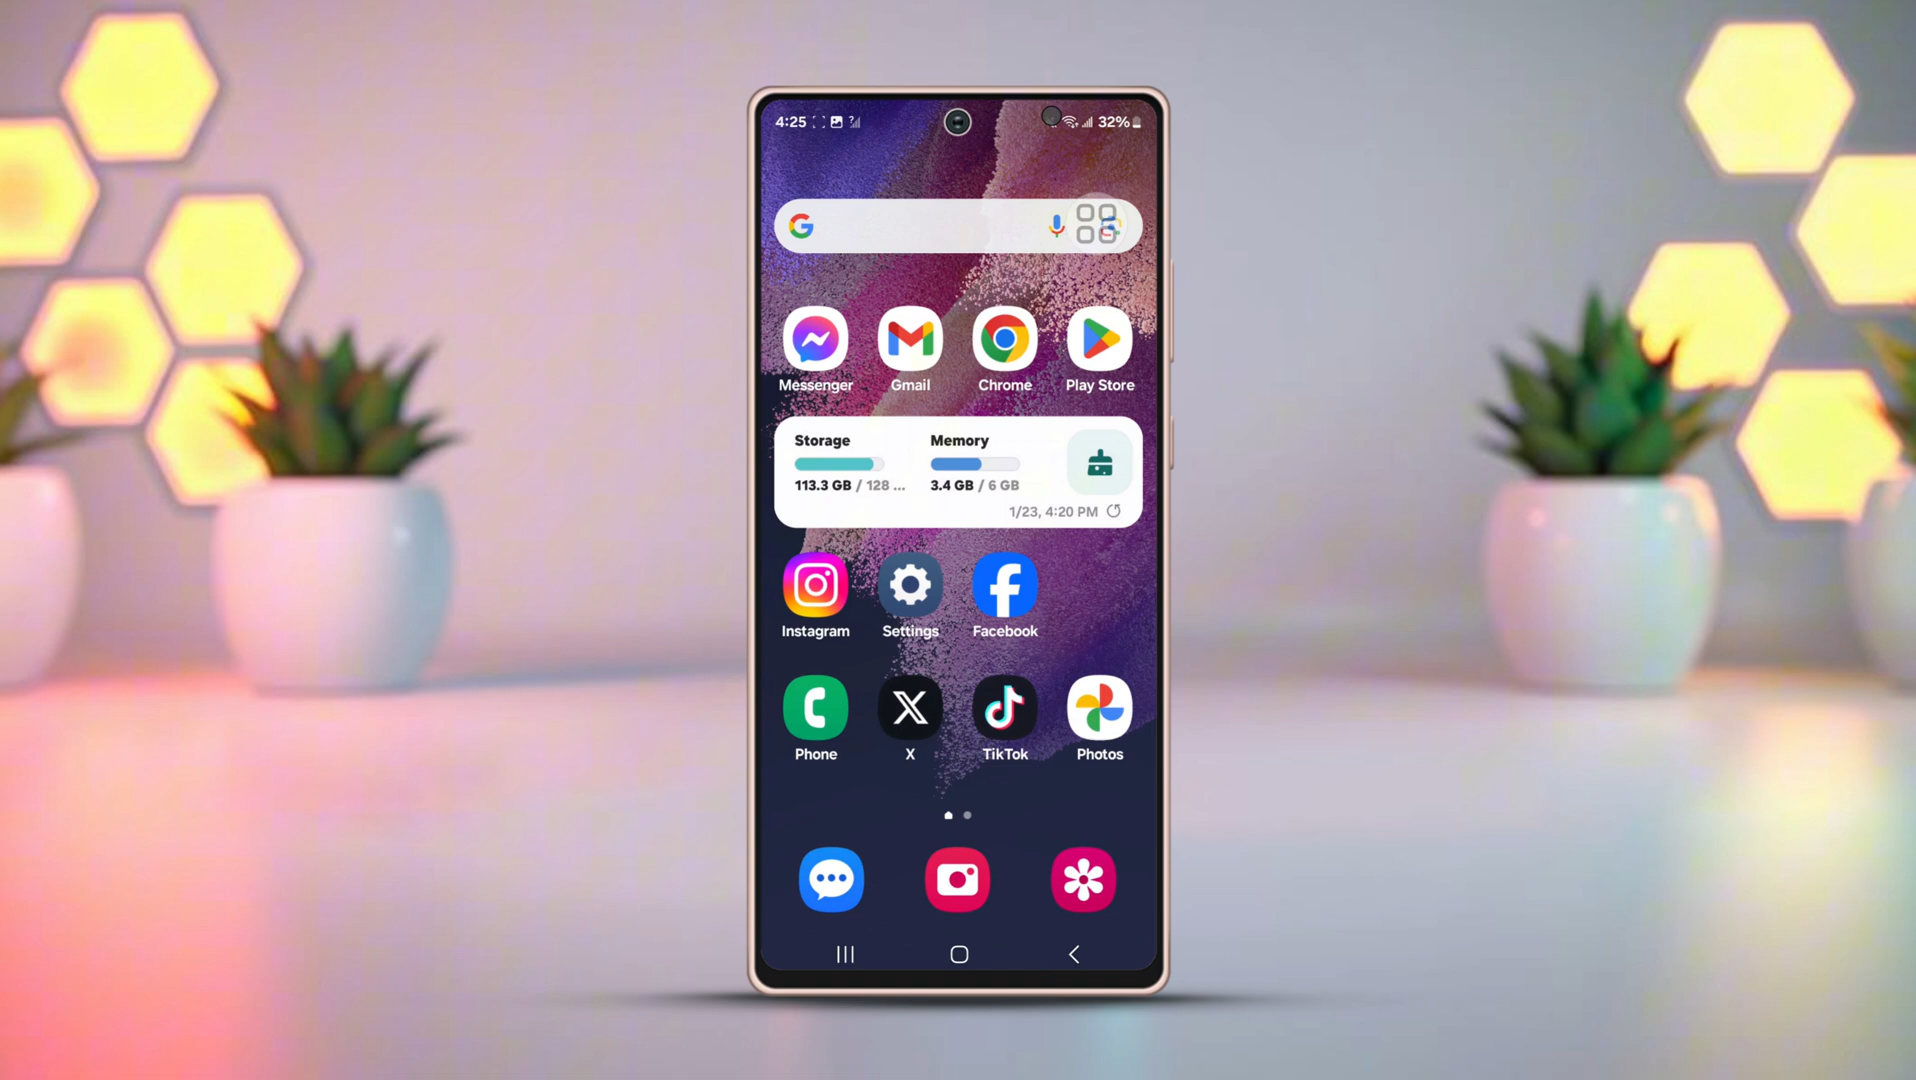 4:25 32%
Messenger Gmail Chrome Play Store
Storage Memory
113.3 GB / 128 ... 3.4 GB / 6 GB
1/23, 4:20 PM
Instagram Settings Facebook
Phone X TikTok Photos